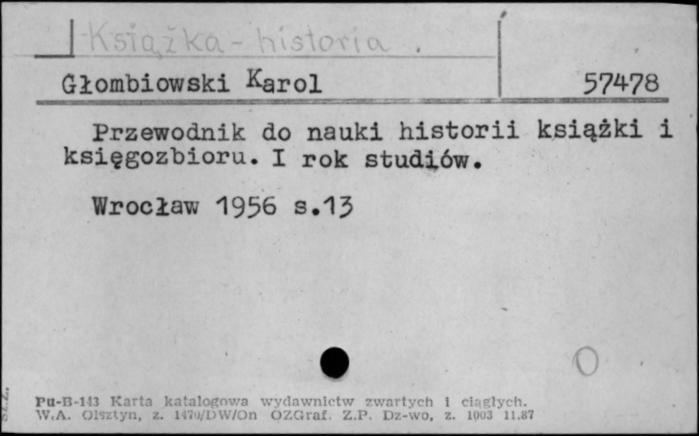 Książka - historia
Głombiowski Karol 57478
Przewodnik do nauki historii książki i
księgozbioru. I rok studiów.
Wrocław 1956 s.13
Pu-B-143 Karta katalogowa wydawnictw zwartych i ciągłych.
W.A. Olsztyn, z. 1470/DW/On OZGraf. Z.P. Dz-wo, z. 1003 11.87